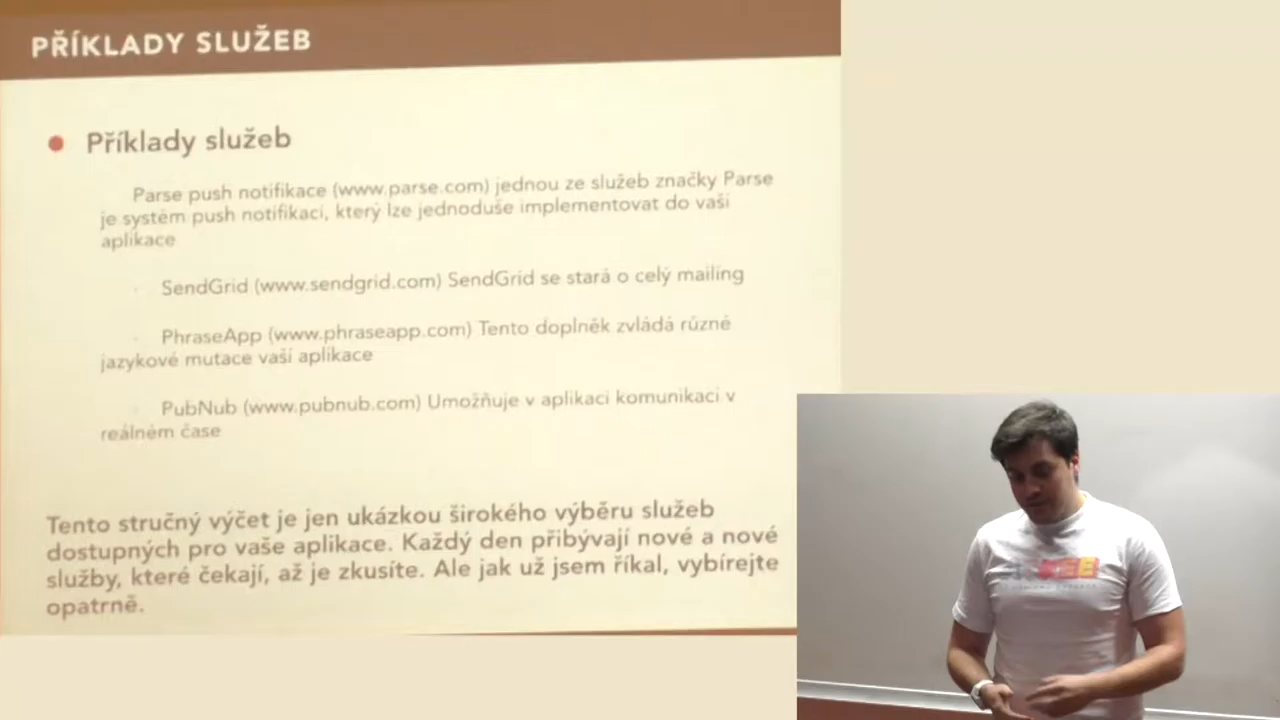 PŘÍKLADY SLUŽEB
Příklady služeb
Parse push notifikace (www.parse.com) jednou ze služeb značky Parse
je systém push notifikací, který lze jednoduše implementovat do vaší
aplikace
SendGrid (www.sendgrid.com) SendGrid se stará o celý mailing
PhraseApp (www.phraseapp.com) Tento doplněk zvládá různé
jazykové mutace vaší aplikace
PubNub (www.pubnub.com) Umožňuje v aplikaci komunikaci v
reálném čase
Tento stručný výčet je jen ukázkou širokého výběru služeb
dostupných pro vaše aplikace. Každý den přibývají nové a nové
služby, které čekají, až je zkusíte. Ale jak už jsem říkal, vybírejte
opatrně.